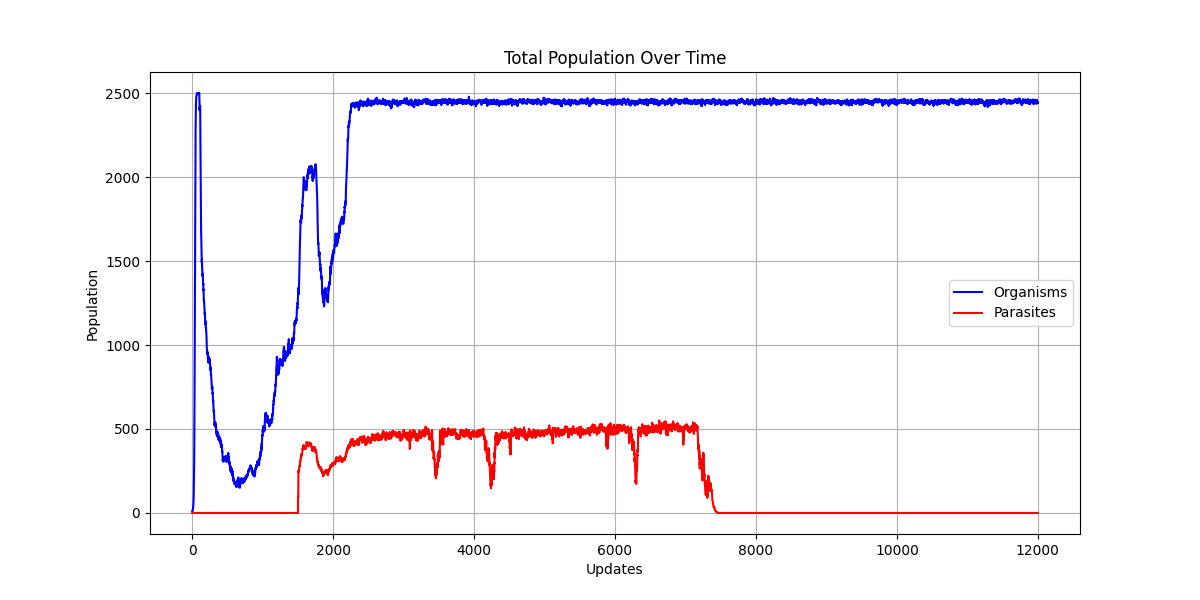 Total Population Over Time
Population
2500
2000
1500
1000
500
0
Organisms
Parasites
0 2000 4000 6000 8000 10000 12000
Updates